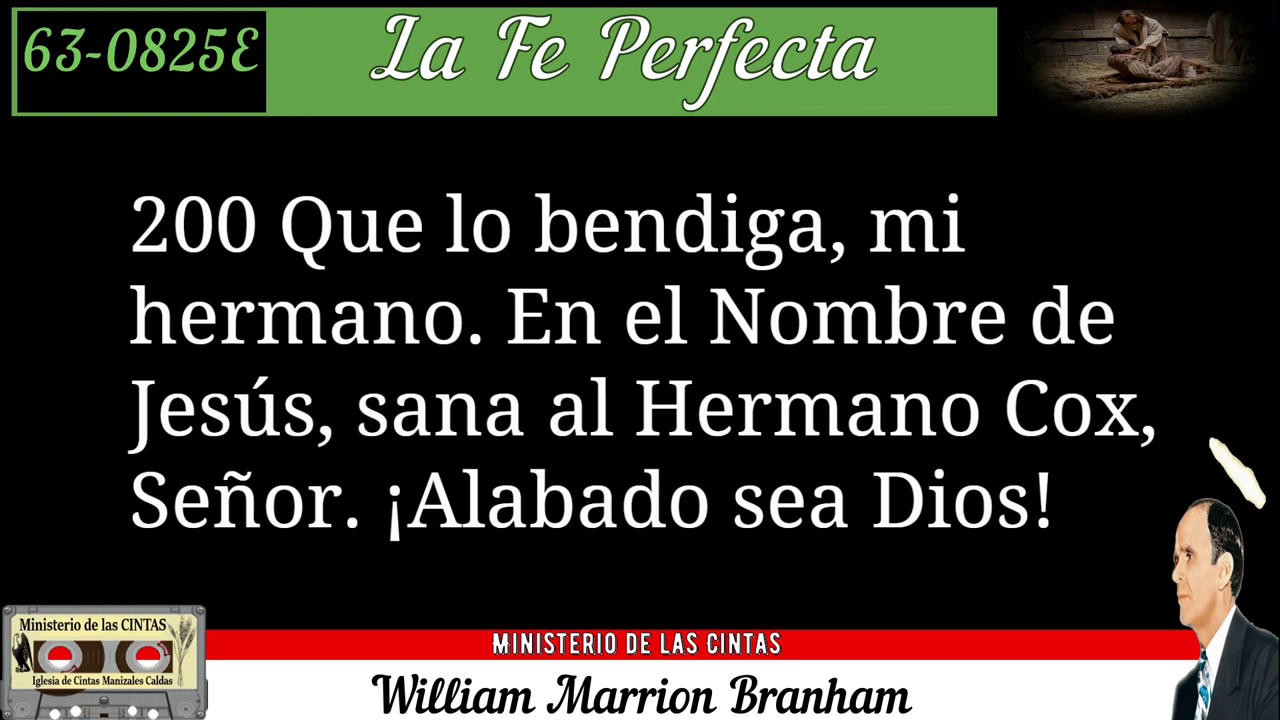 63-0825E
La Fe Perfecta
200 Que lo bendiga, mi
hermano. En el Nombre de
Jesús, sana al Hermano Cox,
Señor. ¡Alabado sea Dios!
Ministerio de las CINTAS
Iglesia de Cintas Manizales Caldas
MINISTERIO DE LAS CINTAS
William Marrion Branham